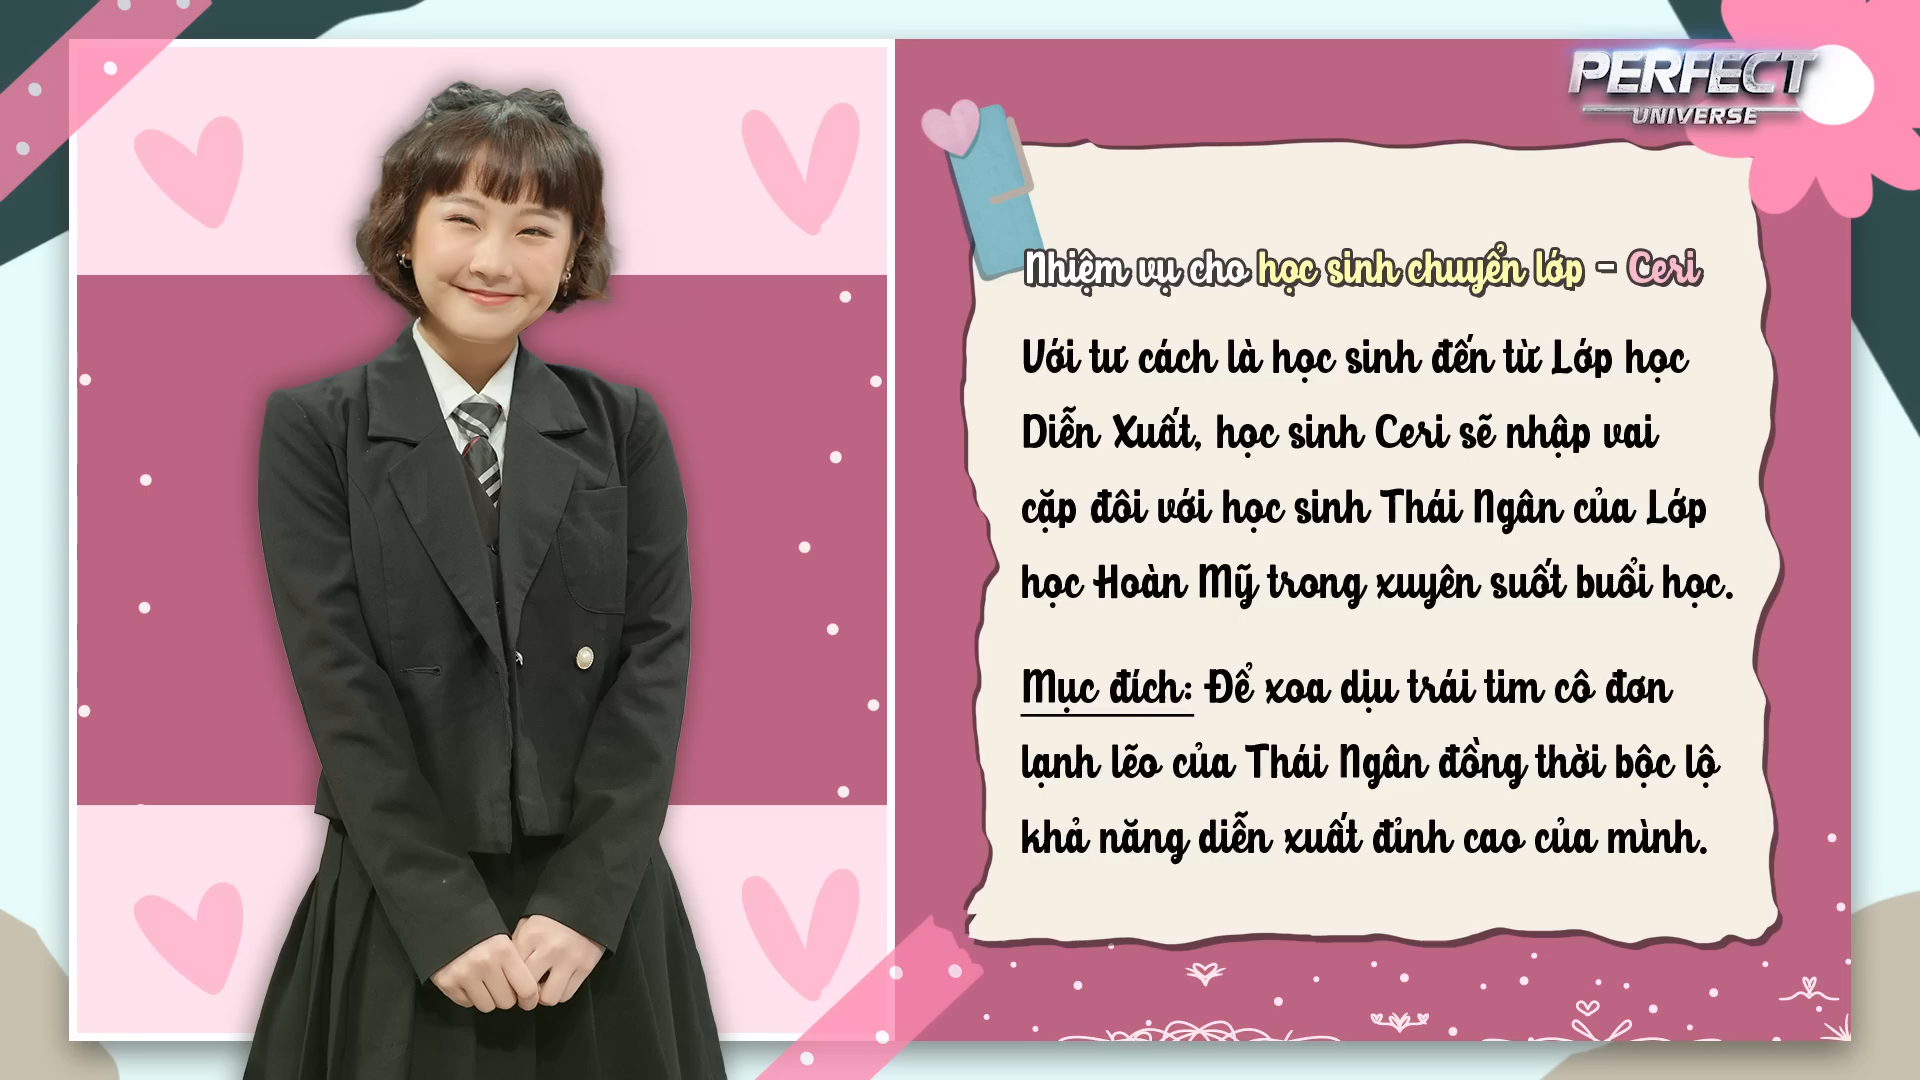 PERFECT
UNIVERSE
Nhiệm vụ cho học sinh chuyển lớp - Ceri
Với tư cách là học sinh đến từ Lớp học
Diễn Xuất, học sinh Ceri sẽ nhập vai
cặp đôi với học sinh Thái Ngân của Lớp
học Hoàn Mỹ trong xuyên suốt buổi học.
Mục đích: Để xoa dịu trái tim cô đơn
lạnh lẽo của Thái Ngân đồng thời bộc lộ
khả năng diễn xuất đỉnh cao của mình.